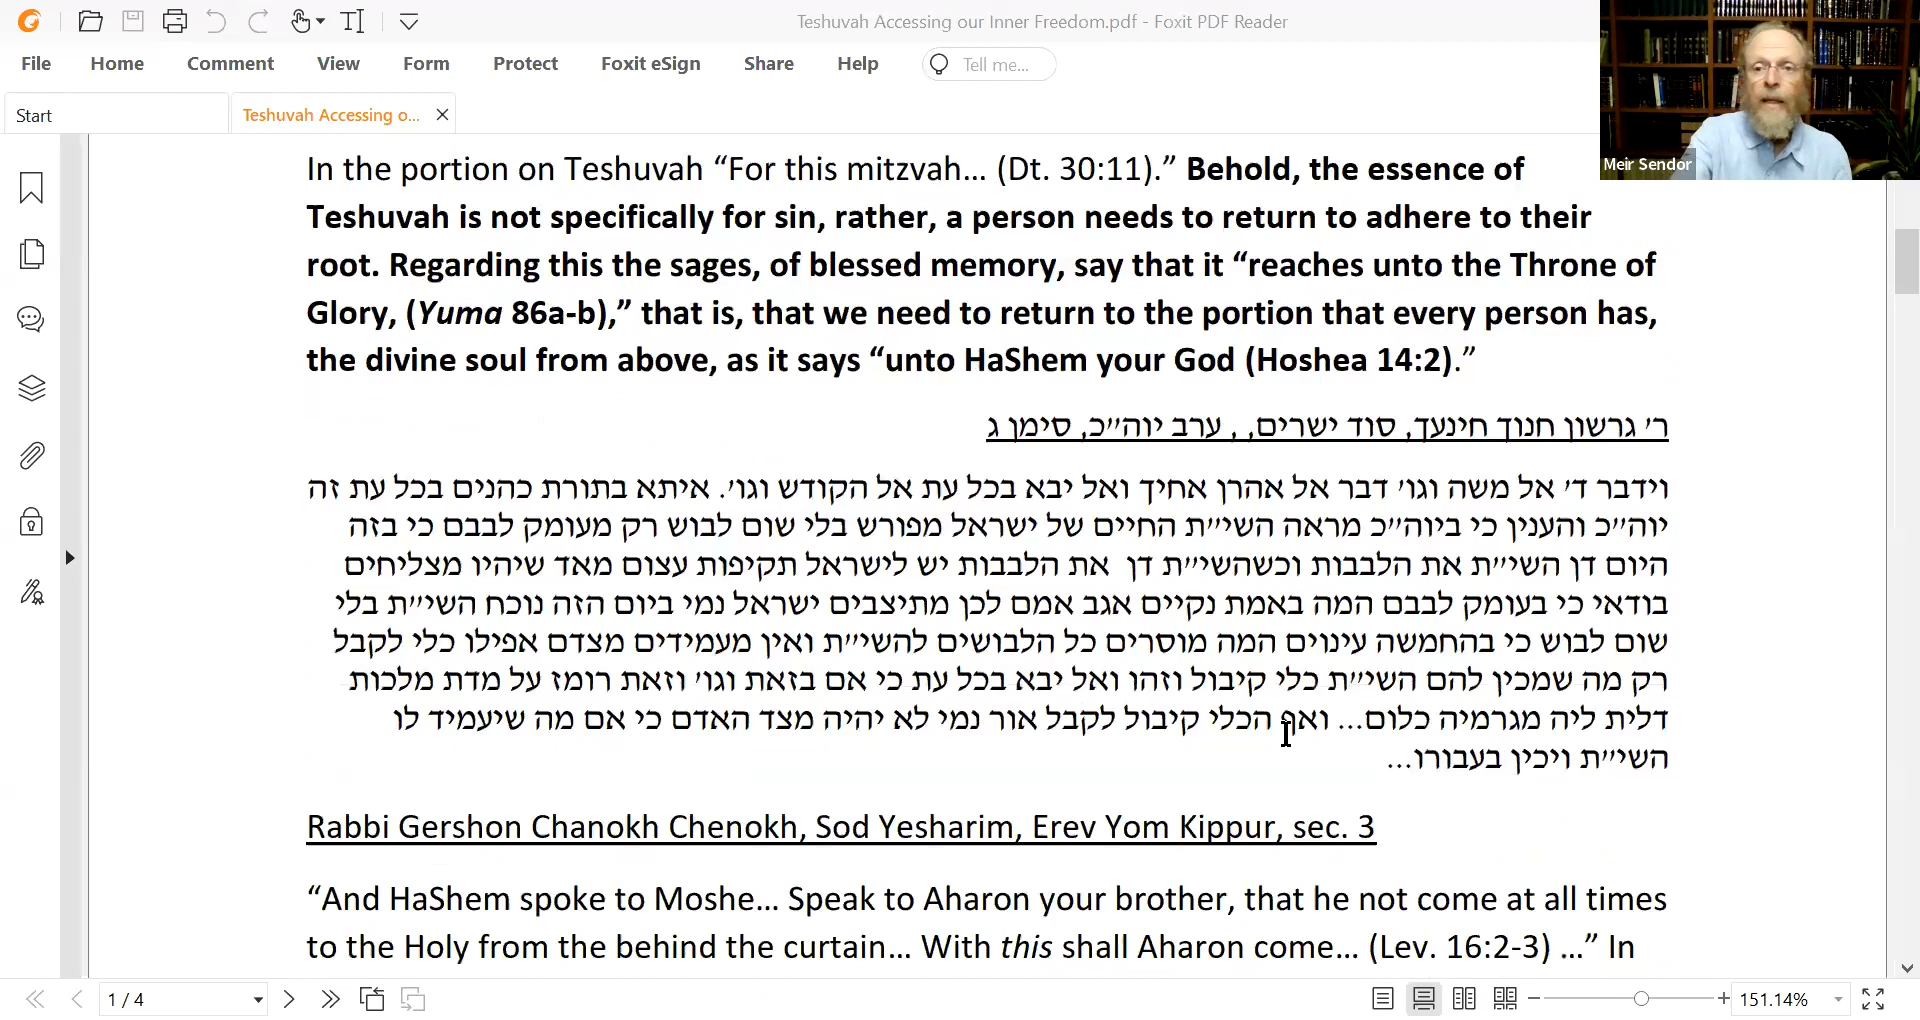 Teshuvah Accessing our Inner Freedom.pdf - Foxit PDF Reader
File Home Comment View Form Protect Foxit eSign Share Help Tell me...
Start Teshuvah Accessing o...
Meir Sendor
In the portion on Teshuvah “For this mitzvah… (Dt. 30:11).” Behold, the essence of
Teshuvah is not specifically for sin, rather, a person needs to return to adhere to their
root. Regarding this the sages, of blessed memory, say that it “reaches unto the Throne of
Glory, (Yuma 86a-b),” that is, that we need to return to the portion that every person has,
the divine soul from above, as it says “unto HaShem your God (Hoshea 14:2).”
ר׳ גרשון חנוך חינעך, סוד ישרים, , ערב יוה״כ, סימן ג
וידבר ד׳ אל משה וגו׳ דבר אל אהרן אחיך ואל יבא בכל עת אל הקודש וגו׳. איתא בתורת כהנים בכל עת זה
יוה״כ והענין כי ביוה״כ מראה השי״ת החיים של ישראל מפורש בלי שום לבוש רק מעומק לבבם כי בזה
היום דן השי״ת את הלבבות וכשהשי״ת דן את הלבבות יש לישראל תקיפות עצום מאד שיהיו מצליחים
בודאי כי בעומק לבבם המה באמת נקיים אגב אמם לכן מתיצבים ישראל נמי ביום הזה נוכח השי״ת בלי
שום לבוש כי בהחמשה עינוים המה מוסרים כל הלבושים להשי״ת ואין מעמידים מצדם אפילו כלי לקבל
רק מה שמכין להם השי״ת כלי קיבול וזהו ואל יבא בכל עת כי אם בזאת וגו׳ וזאת רומז על מדת מלכות
דלית ליה מגרמיה כלום… ואף הכלי קיבול לקבל אור נמי לא יהיה מצד האדם כי אם מה שיעמיד לו
השי״ת ויכין בעבורו…
Rabbi Gershon Chanokh Chenokh, Sod Yesharim, Erev Yom Kippur, sec. 3
“And HaShem spoke to Moshe… Speak to Aharon your brother, that he not come at all times
to the Holy from the behind the curtain… With this shall Aharon come… (Lev. 16:2-3) …” In
1 / 4 151.14%